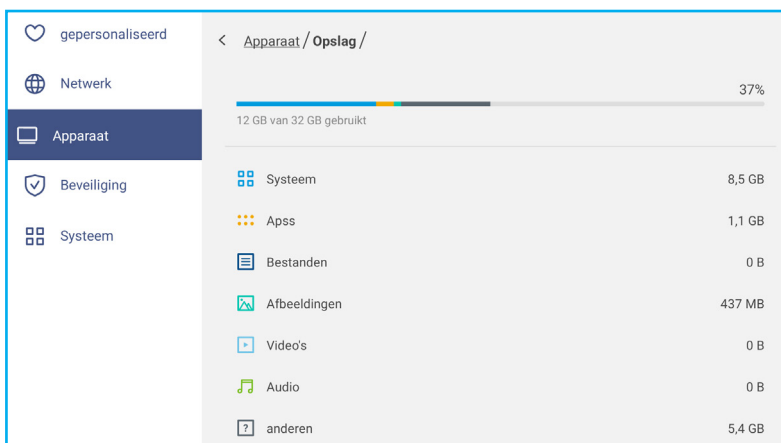 gepersonaliseerd
Netwerk
Apparaat
Beveiliging
Systeem
< Apparaat / Opslag /
37%
12 GB van 32 GB gebruikt
Systeem 8,5 GB
Apss 1,1 GB
Bestanden 0 B
Afbeeldingen 437 MB
Video's 0 B
Audio 0 B
? anderen 5,4 GB